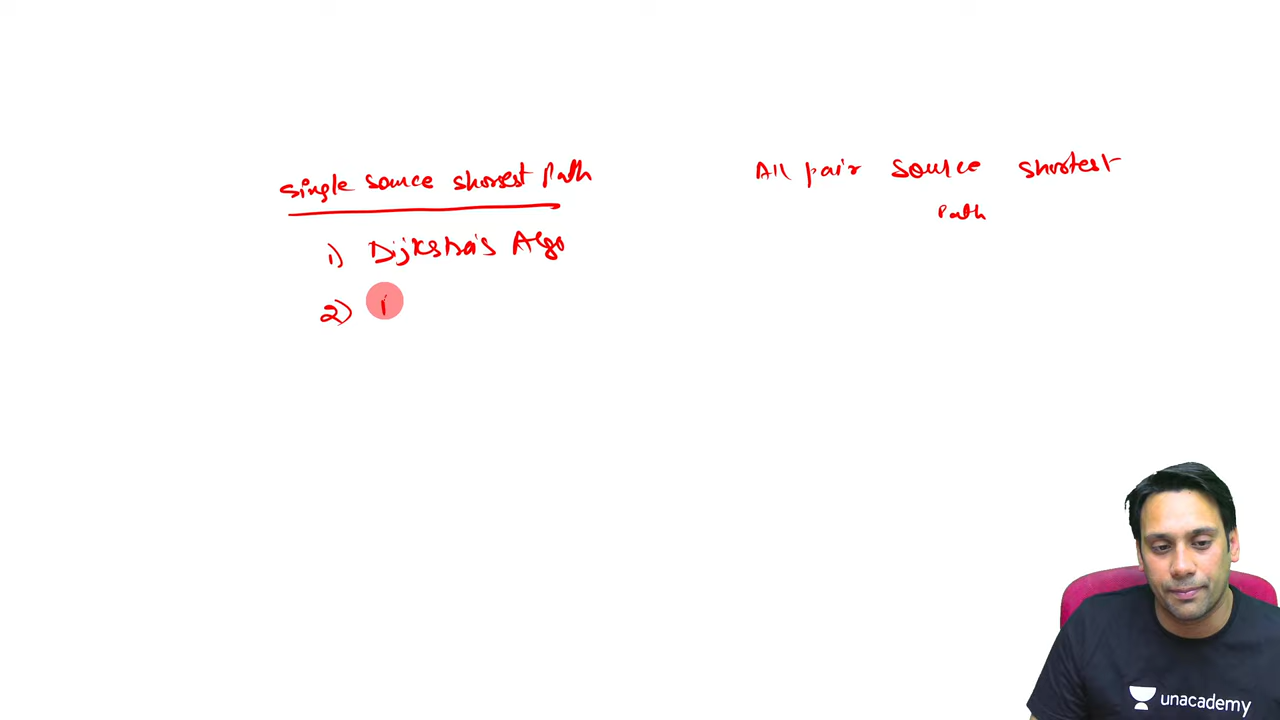 Single source shortest Path
All pair source shortest
Path
1) Dijkstra's Algo
2)
unacademy